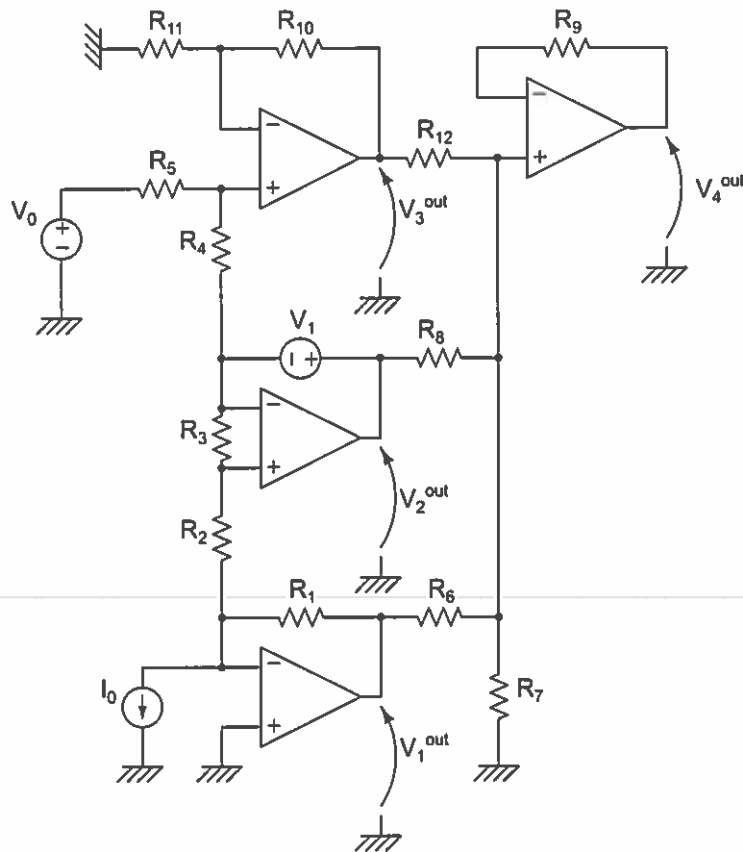 R11 R10 R9
R5 R12
V0 + −
− +
V3out
− +
V4out
R4
V1
− +
R8
R3
− +
V2out
R2
R1 R6
I0
− +
R7
V1out